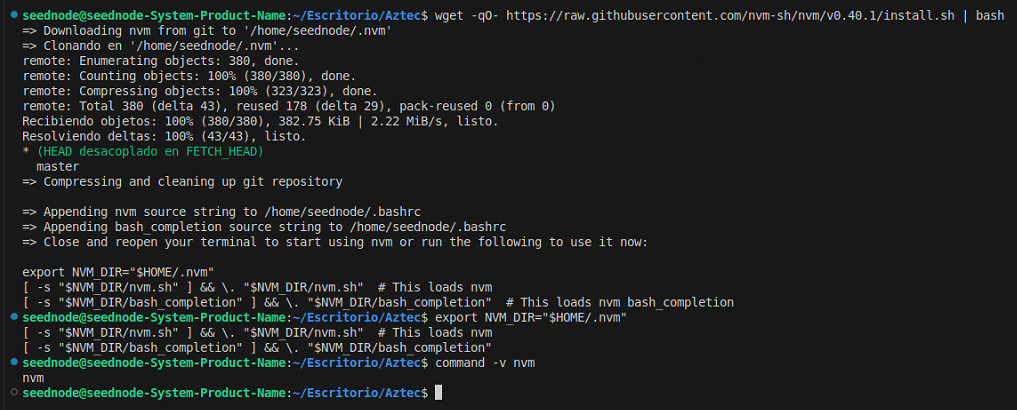 seednode@seednode-System-Product-Name:~/Escritorio/Aztec$ wget -qO- https://raw.githubusercontent.com/nvm-sh/nvm/v0.40.1/install.sh | bash
=> Downloading nvm from git to '/home/seednode/.nvm'
=> Clonando en '/home/seednode/.nvm'...
remote: Enumerating objects: 380, done.
remote: Counting objects: 100% (380/380), done.
remote: Compressing objects: 100% (323/323), done.
remote: Total 380 (delta 43), reused 178 (delta 29), pack-reused 0 (from 0)
Recibiendo objetos: 100% (380/380), 382.75 KiB | 2.22 MiB/s, listo.
Resolviendo deltas: 100% (43/43), listo.
* (HEAD desacoplado en FETCH_HEAD)
  master
=> Compressing and cleaning up git repository

=> Appending nvm source string to /home/seednode/.bashrc
=> Appending bash_completion source string to /home/seednode/.bashrc
=> Close and reopen your terminal to start using nvm or run the following to use it now:

export NVM_DIR="$HOME/.nvm"
[ -s "$NVM_DIR/nvm.sh" ] && \. "$NVM_DIR/nvm.sh"  # This loads nvm
[ -s "$NVM_DIR/bash_completion" ] && \. "$NVM_DIR/bash_completion"  # This loads nvm bash_completion
seednode@seednode-System-Product-Name:~/Escritorio/Aztec$ export NVM_DIR="$HOME/.nvm"
[ -s "$NVM_DIR/nvm.sh" ] && \. "$NVM_DIR/nvm.sh"  # This loads nvm
[ -s "$NVM_DIR/bash_completion" ] && \. "$NVM_DIR/bash_completion"
seednode@seednode-System-Product-Name:~/Escritorio/Aztec$ command -v nvm
nvm
seednode@seednode-System-Product-Name:~/Escritorio/Aztec$